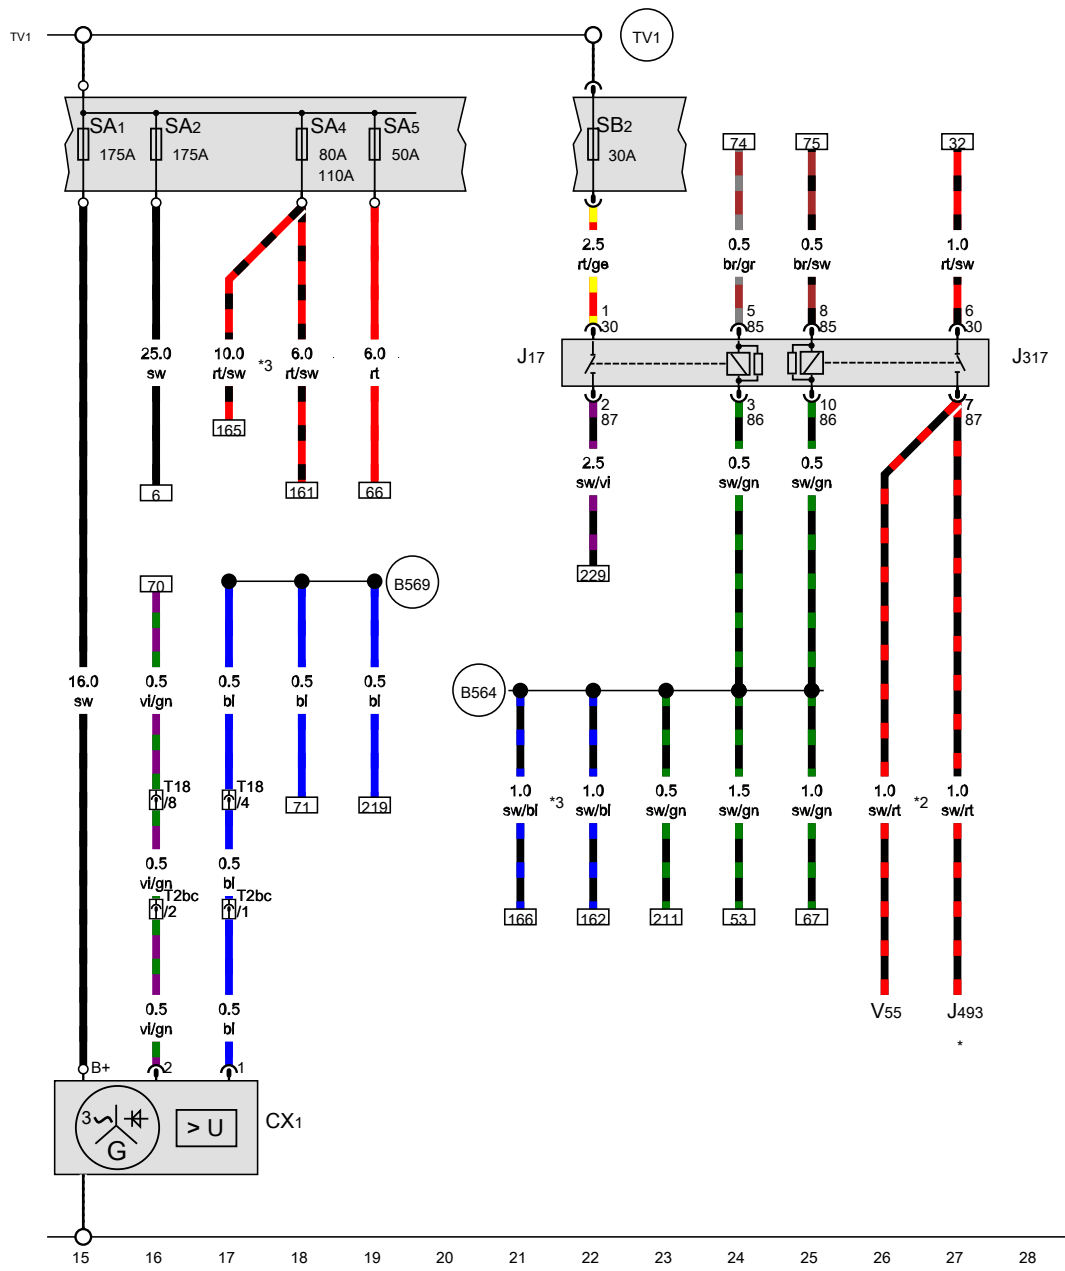 TV1
TV1
SA1 SA2 SA4 SA5 SB2
175A 175A 80A 50A 30A
110A
74 75 32
2.5 0.5 0.5 1.0
rt/ge br/gr br/sw rt/sw
1 5 8 6
30 85 85 30
J17 J317
25.0 10.0 *3 6.0 6.0
sw rt/sw rt/sw rt
2 3 10 7
87 86 86 87
165
2.5 0.5 0.5
sw/vi sw/gn sw/gn
6 161 66
229
70 B569
16.0 0.5 0.5 0.5 0.5
sw vi/gn bl bl bl
B564
T18 T18
/8 /4
71 219
1.0 *3 1.0 0.5 1.5 1.0 1.0 *2 1.0
sw/bl sw/bl sw/gn sw/gn sw/gn sw/rt sw/rt
0.5 0.5
vi/gn bl
T2bc T2bc
/2 /1
166 162 211 53 67
0.5 0.5
vi/gn bl
V55 J493
*
B+ 2 1
3 G > U CX1
15 16 17 18 19 20 21 22 23 24 25 26 27 28